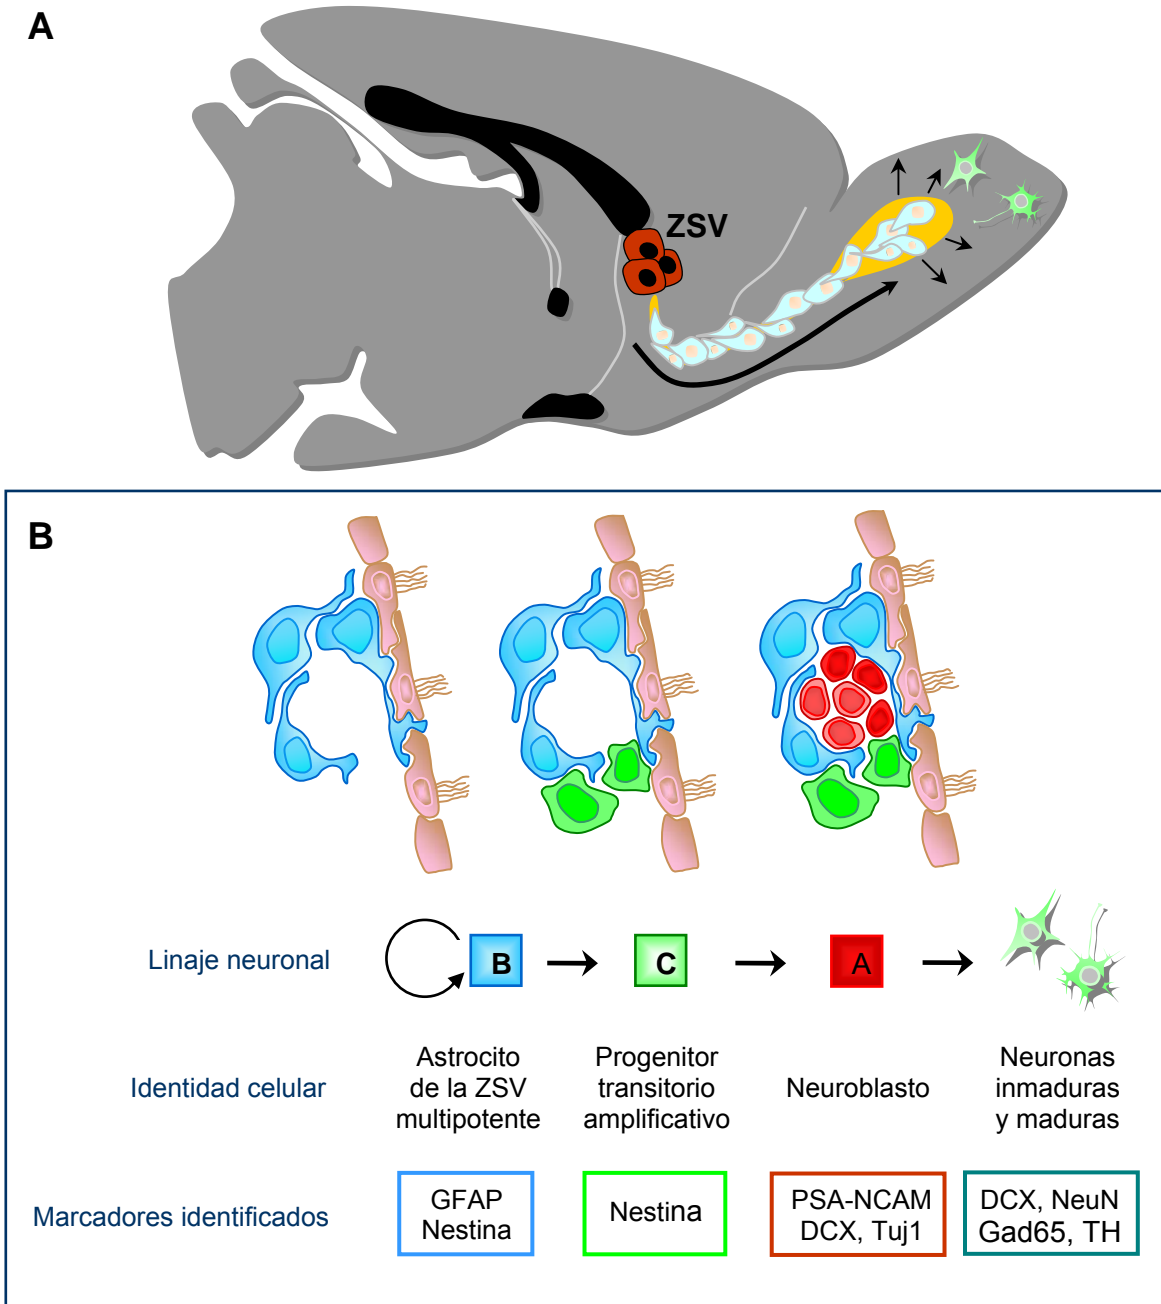 A
ZSV
B
Linaje neuronal
B
C
A
Identidad celular
Astrocito
de la ZSV
multipotente
Progenitor
transitorio
amplificativo
Neuroblasto
Neuronas
inmaduras
y maduras
Marcadores identificados
GFAP
Nestina
Nestina
PSA-NCAM
DCX, Tuj1
DCX, NeuN
Gad65, TH